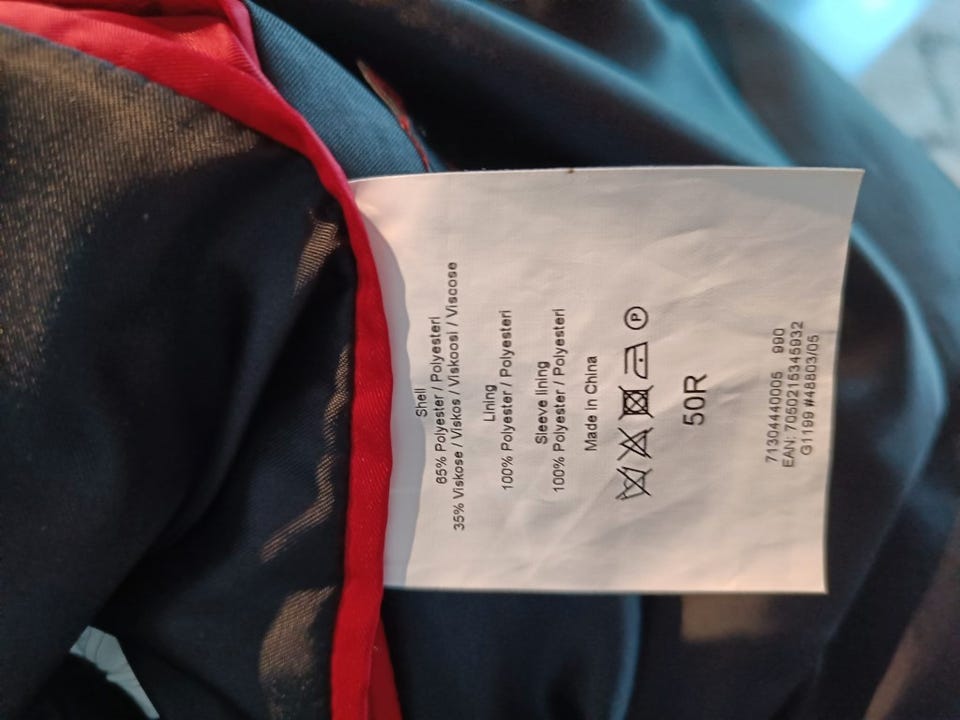 Shell
65% Polyester / Polyesteri
35% Viskose / Viskos / Viskoosi / Viscose
Lining
100% Polyester / Polyesteri
Sleeve lining
100% Polyester / Polyesteri
Made in China
P
50R
7130440005 990
EAN: 7050215345932
G1199 #48803/05